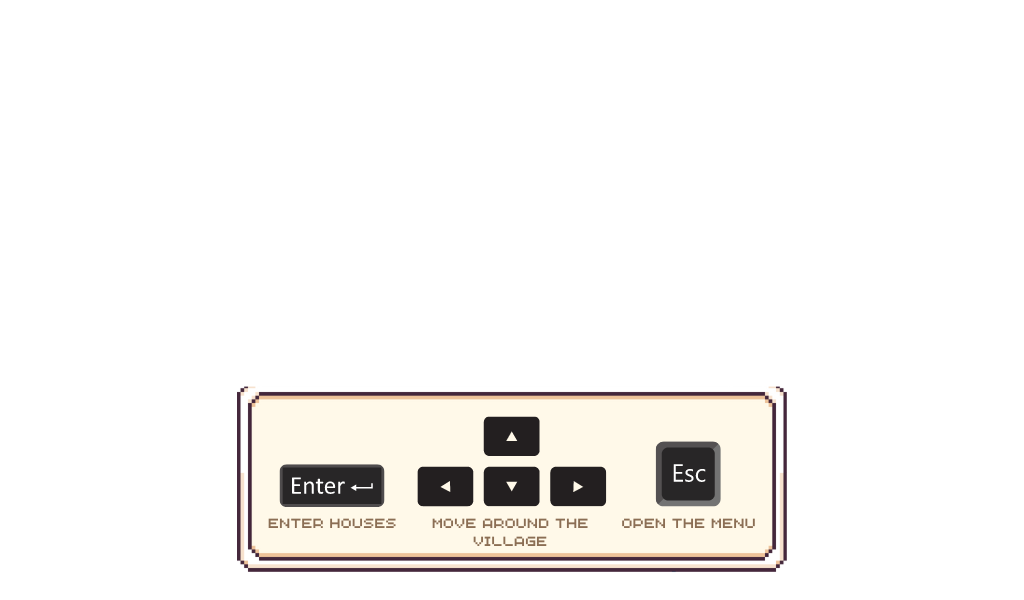 Enter
Esc
ENTER HOUSES
MOVE AROUND THE
VILLAGE
OPEN THE MENU